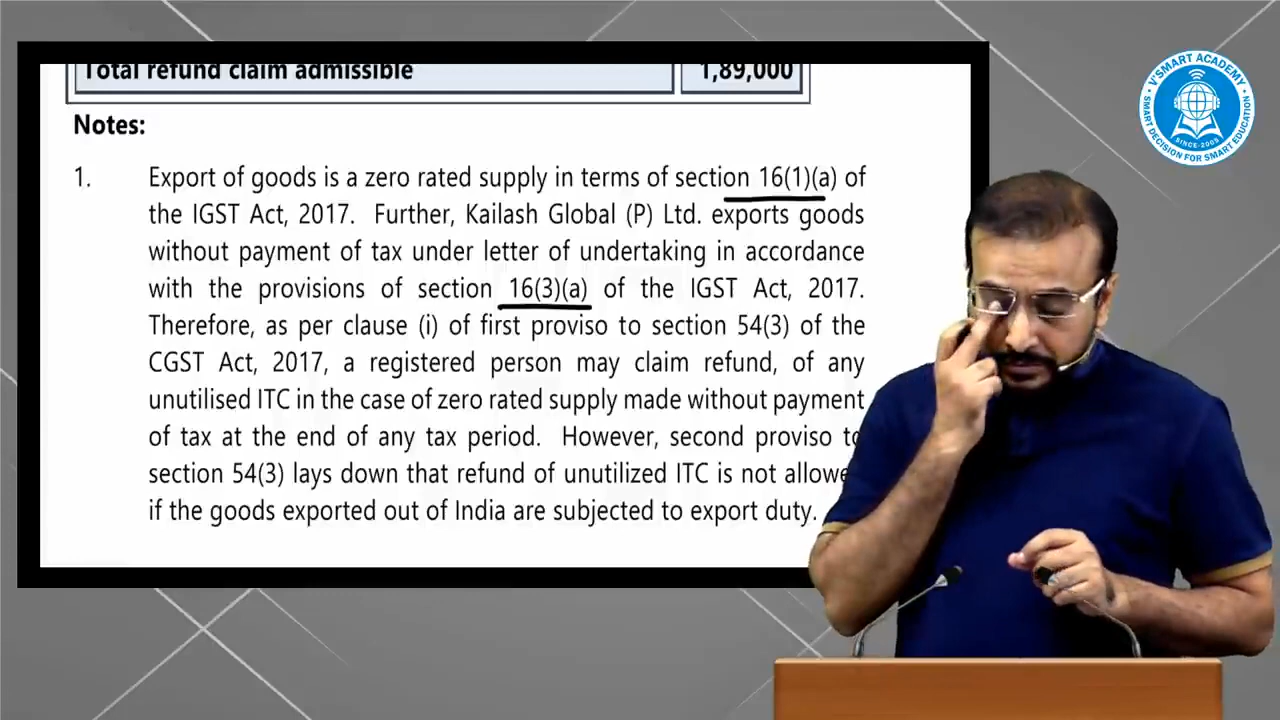 Total refund claim admissible 1,89,000
Notes:
1. Export of goods is a zero rated supply in terms of section 16(1)(a) of
the IGST Act, 2017. Further, Kailash Global (P) Ltd. exports goods
without payment of tax under letter of undertaking in accordance
with the provisions of section 16(3)(a) of the IGST Act, 2017.
Therefore, as per clause (i) of first proviso to section 54(3) of the
CGST Act, 2017, a registered person may claim refund, of any
unutilised ITC in the case of zero rated supply made without payment
of tax at the end of any tax period. However, second proviso to
section 54(3) lays down that refund of unutilized ITC is not allowe
if the goods exported out of India are subjected to export duty.
V'SMART ACADEMY
SMART DECISION FOR SMART EDUCATION
SINCE-2003